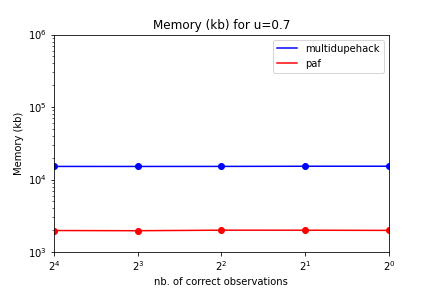 Memory (kb) for u=0.7
multidupehack
paf
Memory (kb)
10^6
10^5
10^4
10^3
2^4 2^3 2^2 2^1 2^0
nb. of correct observations